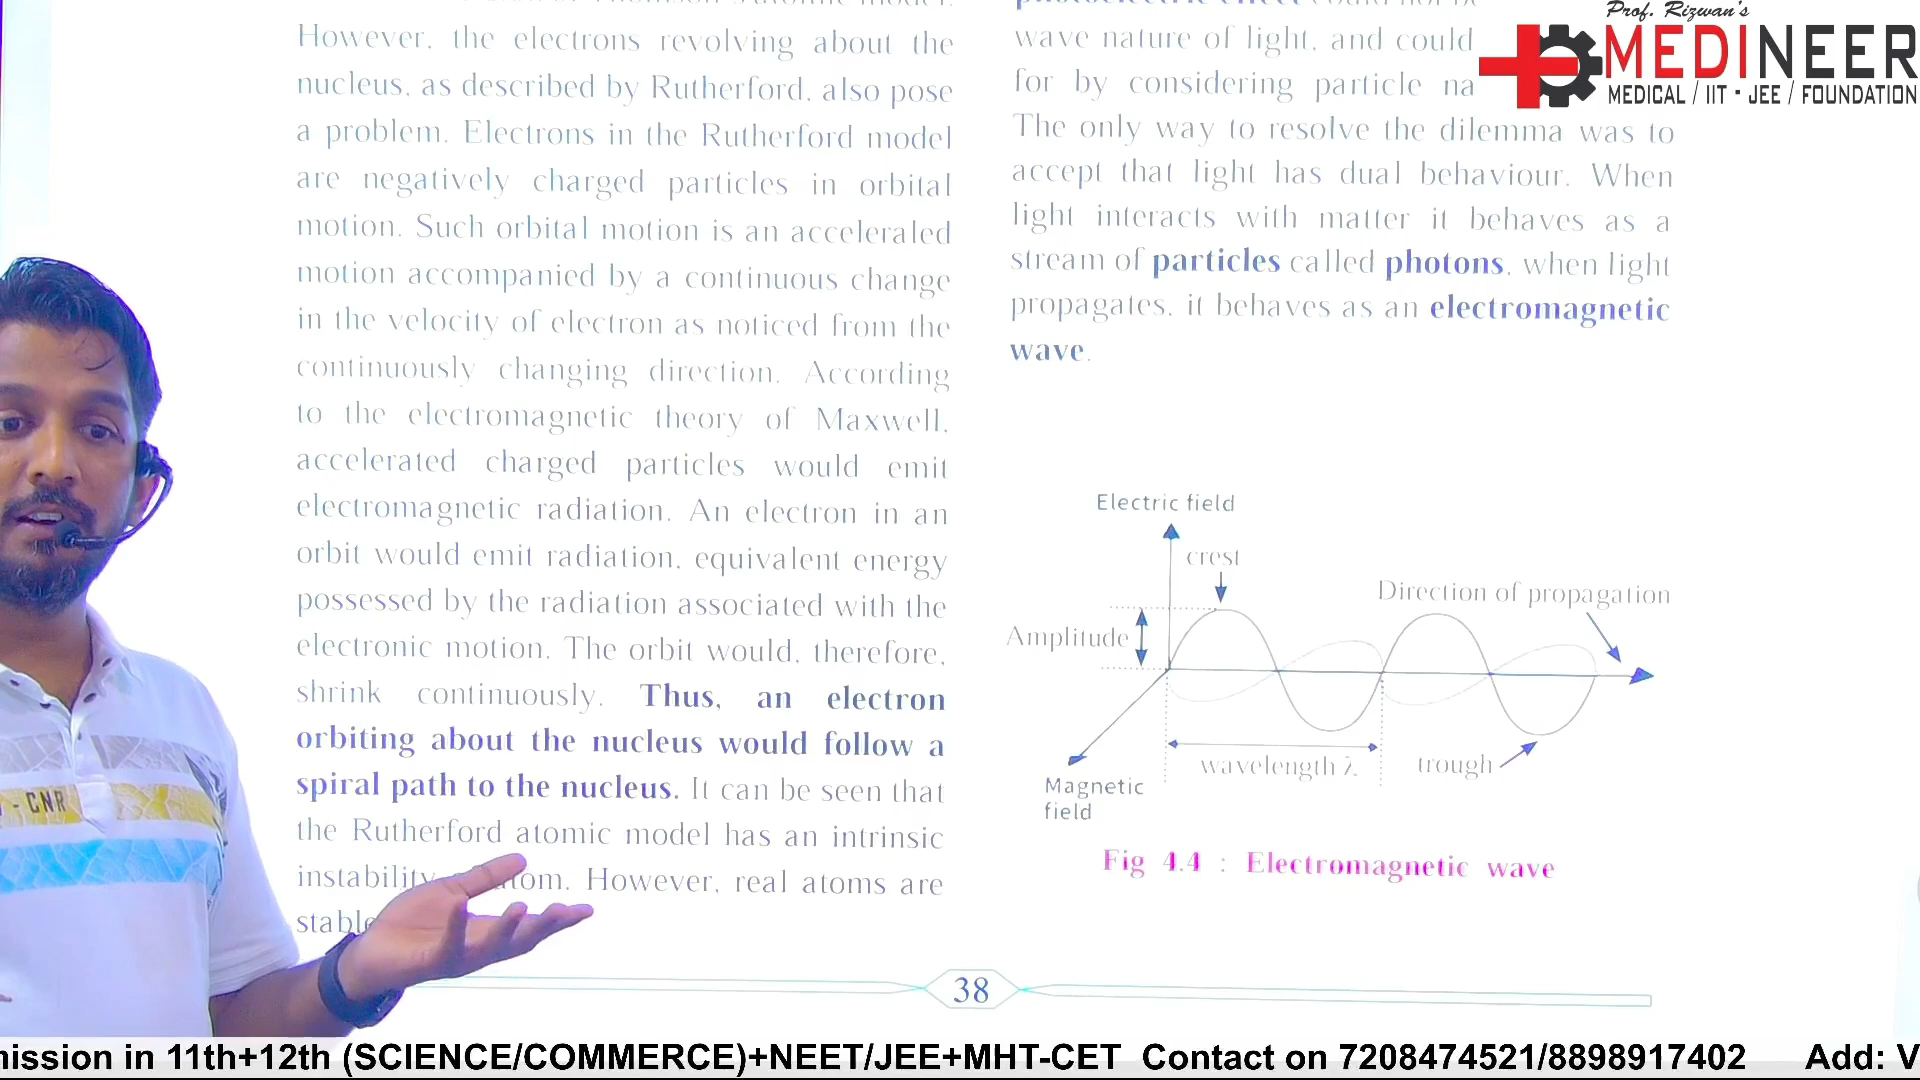 However, the electrons revolving about the
nucleus, as described by Rutherford, also pose
a problem. Electrons in the Rutherford model
are negatively charged particles in orbital
motion. Such orbital motion is an accelerated
motion accompanied by a continuous change
in the velocity of electron as noticed from the
continuously changing direction. According
to the electromagnetic theory of Maxwell,
accelerated charged particles would emit
electromagnetic radiation. An electron in an
orbit would emit radiation, equivalent energy
possessed by the radiation associated with the
electronic motion. The orbit would, therefore,
shrink continuously. Thus, an electron
orbiting about the nucleus would follow a
spiral path to the nucleus. It can be seen that
the Rutherford atomic model has an intrinsic
instability atom. However, real atoms are
stable
wave nature of light, and could
for by considering particle na
The only way to resolve the dilemma was to
accept that light has dual behaviour. When
light interacts with matter it behaves as a
stream of particles called photons, when light
propagates, it behaves as an electromagnetic
wave.
Electric field
crest
Direction of propagation
Amplitude
wavelength λ
trough
Magnetic
field
Fig 4.4 : Electromagnetic wave
38
Prof. Rizwan's
MEDINEER
MEDICAL / IIT - JEE / FOUNDATION
- CNR
mission in 11th+12th (SCIENCE/COMMERCE)+NEET/JEE+MHT-CET Contact on 7208474521/8898917402 Add: V